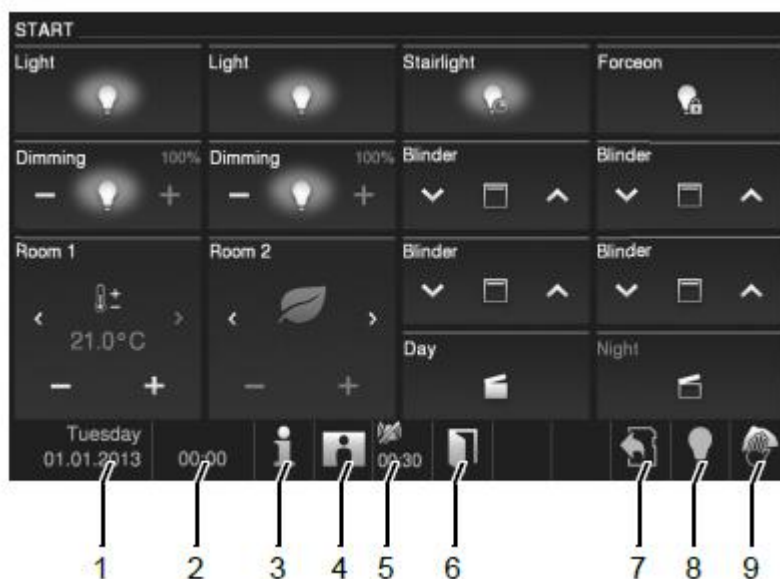 START
Light Light Stairlight Forceon
Dimming 100% Dimming 100% Blinder Blinder
Room 1 Room 2 Blinder Blinder
21.0°C
Day Night
Tuesday
01.01.2013 00:00 00:30
1 2 3 4 5 6 7 8 9